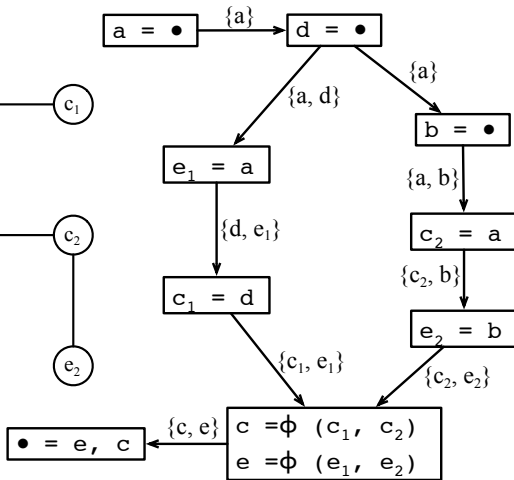 a = • {a} d = •
c₁ {a, d} {a}
b = •
e₁ = a {a, b}
{d, e₁} c₂ = a
c₂ {c₂, b}
c₁ = d
e₂ = b
e₂ {c₁, e₁} {c₂, e₂}
• = e, c {c, e} c =ϕ (c₁, c₂)
e =ϕ (e₁, e₂)